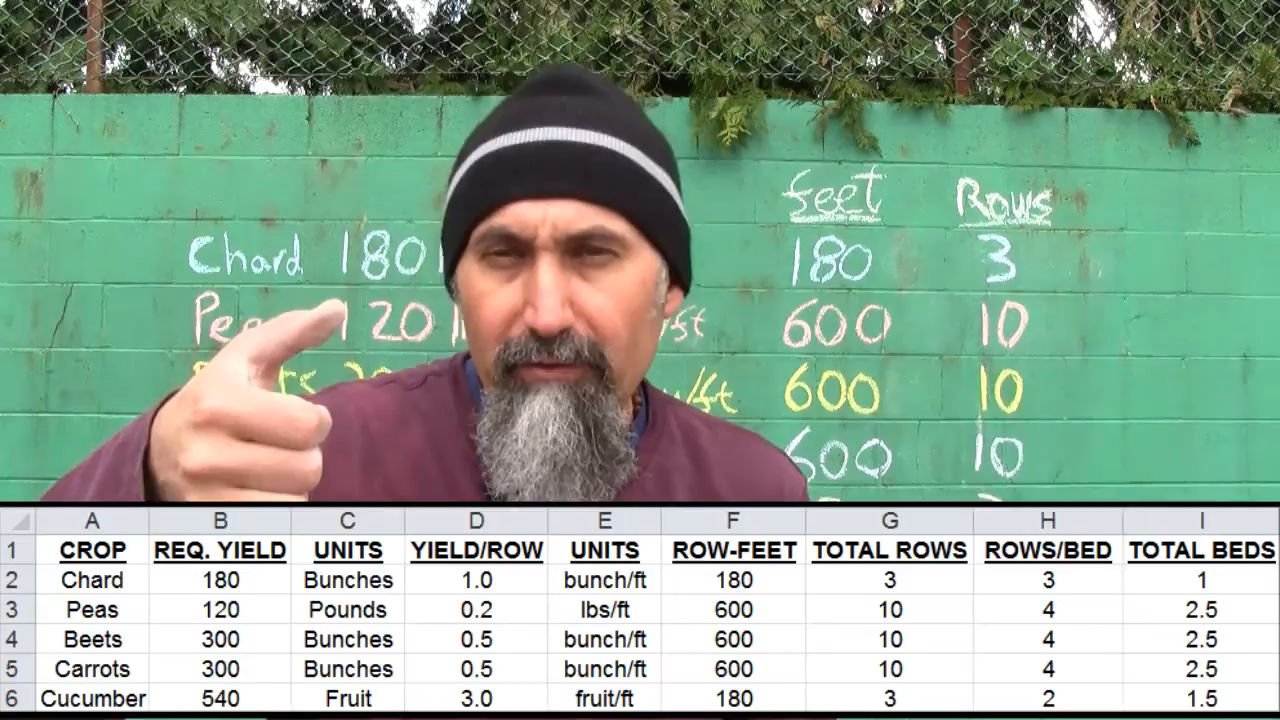 Feet Rows
Chard 180 180 3
120 /ft 600 10
/ft 600 10
600 10
A B C D E F G H I
1 CROP REQ. YIELD UNITS YIELD/ROW UNITS ROW-FEET TOTAL ROWS ROWS/BED TOTAL BEDS
2 Chard 180 Bunches 1.0 bunch/ft 180 3 3 1
3 Peas 120 Pounds 0.2 lbs/ft 600 10 4 2.5
4 Beets 300 Bunches 0.5 bunch/ft 600 10 4 2.5
5 Carrots 300 Bunches 0.5 bunch/ft 600 10 4 2.5
6 Cucumber 540 Fruit 3.0 fruit/ft 180 3 2 1.5